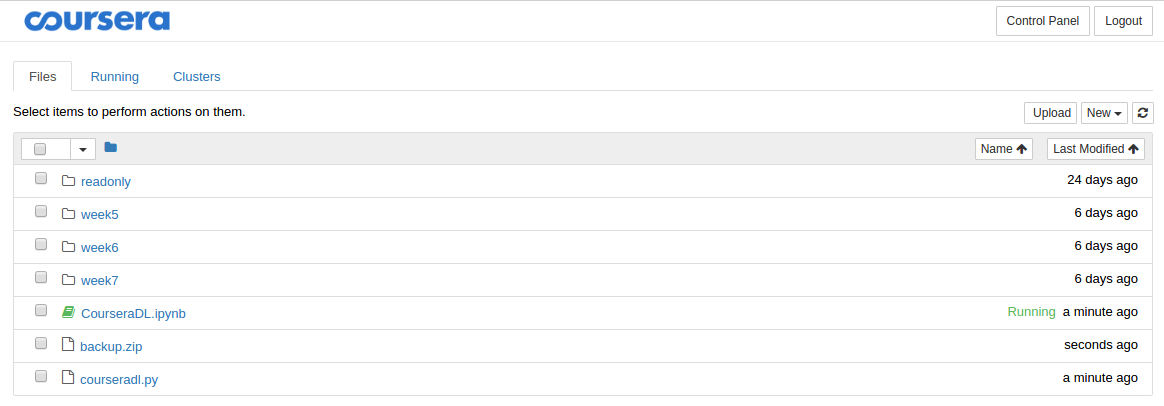 coursera
Control Panel Logout
Files Running Clusters
Select items to perform actions on them.
Upload New
Name Last Modified
readonly 24 days ago
week5 6 days ago
week6 6 days ago
week7 6 days ago
CourseraDL.ipynb Running a minute ago
backup.zip seconds ago
courseradl.py a minute ago